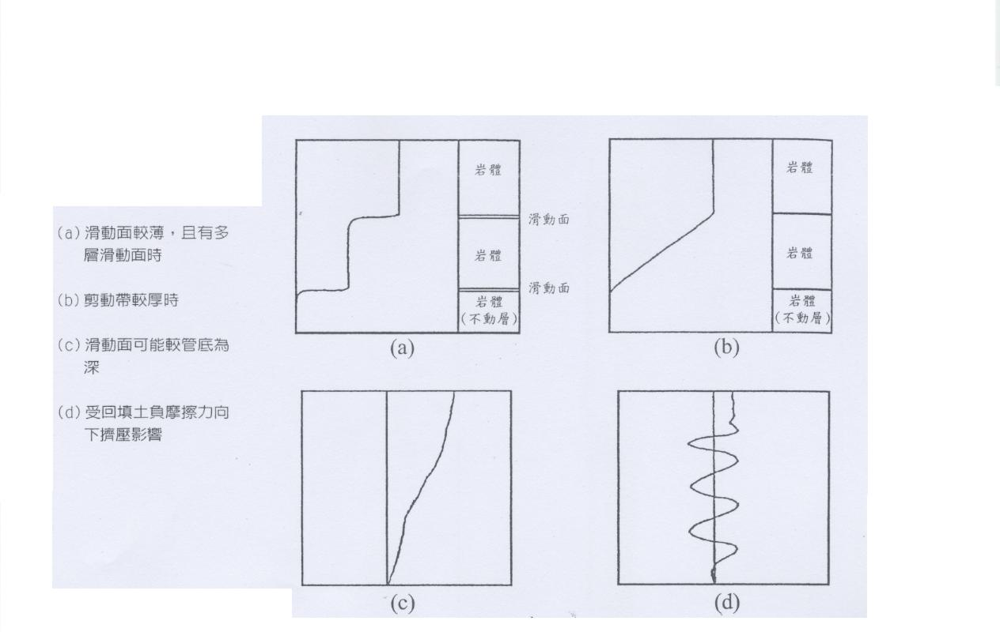 (a) 滑動面較薄，且有多
層滑動面時
(b) 剪動帶較厚時
(c) 滑動面可能較管底為
深
(d) 受回填土負摩擦力向
下擠壓影響
岩體
滑動面
岩體
滑動面
岩體
(不動層)
(a)
岩體
岩體
岩體
(不動層)
(b)
(c)
(d)